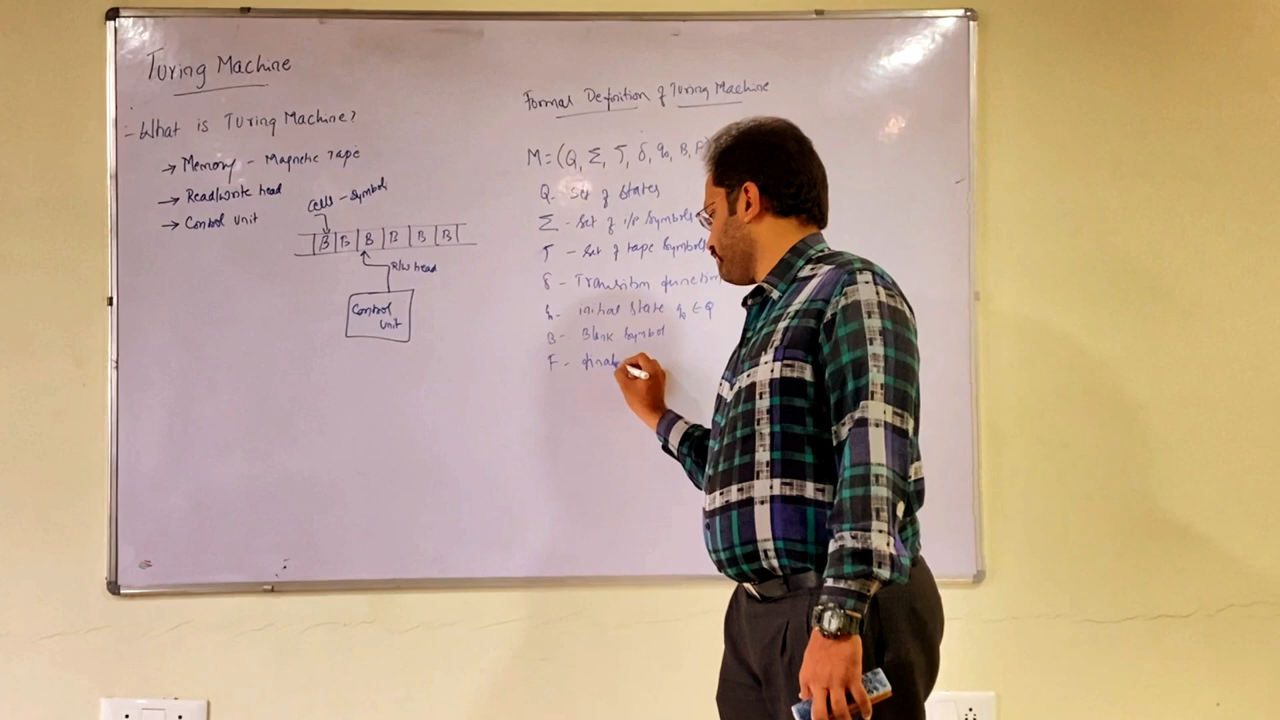 Turing Machine
- What is Turing Machine?
→ Memory - Magnetic Tape
→ Read/write head
→ Control Unit
Cells - Symbol
B B B B B B
R/W head
Control
Unit
Formal Definition of Turing Machine
M = (Q, Σ, Τ, δ, q₀, B, F)
Q - Set of States
Σ - Set of i/p Symbols
Τ - Set of tape Symbols
δ - Transition function
q₀ - initial State q₀ ∈ Q
B - Blank Symbol
F - final